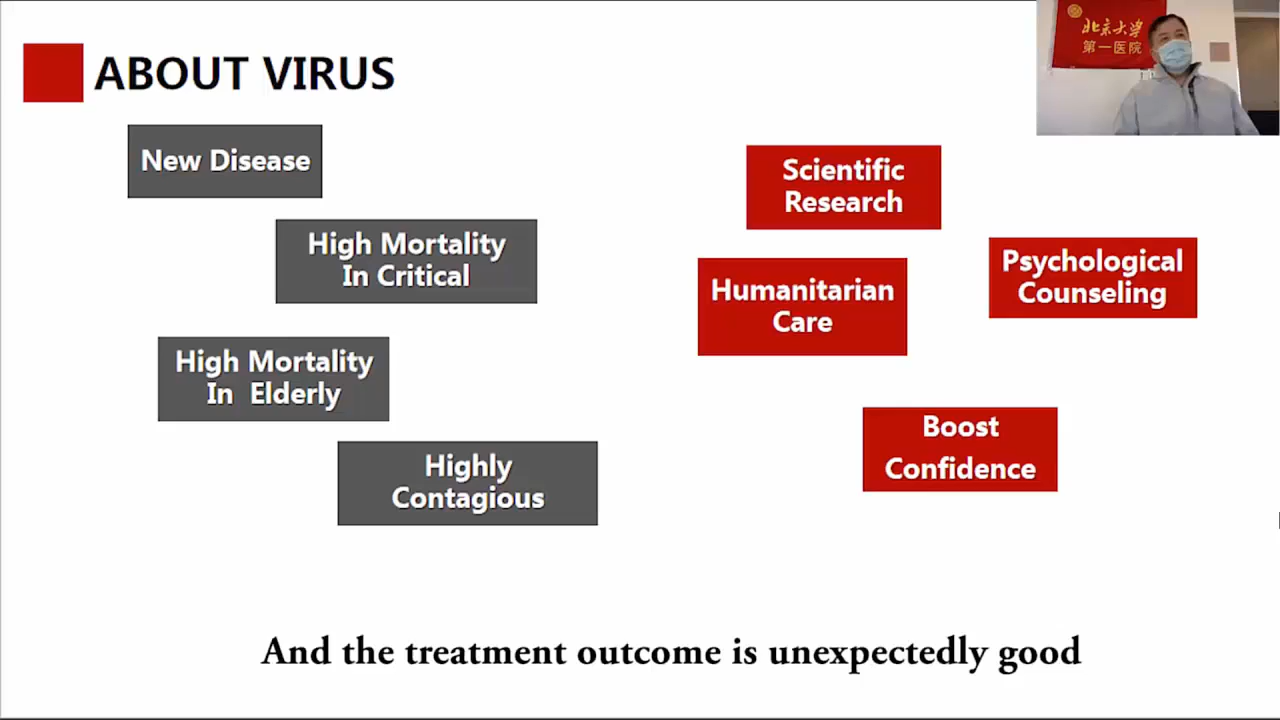 ABOUT VIRUS
北京大学
第一医院
New Disease
Scientific
Research
High Mortality
In Critical
Psychological
Counseling
Humanitarian
Care
High Mortality
In Elderly
Boost
Confidence
Highly
Contagious
And the treatment outcome is unexpectedly good